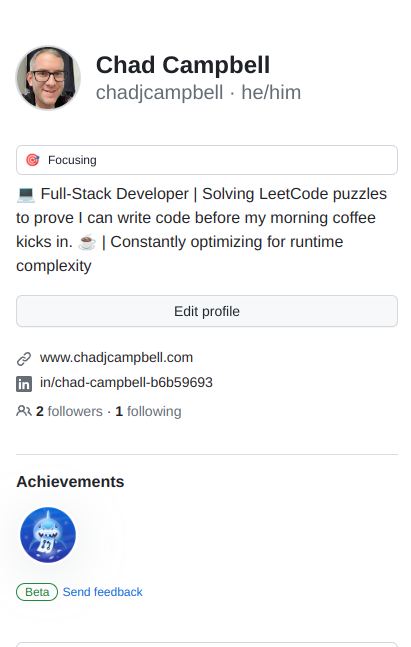 Chad Campbell
chadjcampbell · he/him
🎯 Focusing
💻 Full-Stack Developer | Solving LeetCode puzzles
to prove I can write code before my morning coffee
kicks in. ☕ | Constantly optimizing for runtime
complexity
Edit profile
www.chadjcampbell.com
in/chad-campbell-b6b59693
2 followers · 1 following
Achievements
Beta Send feedback